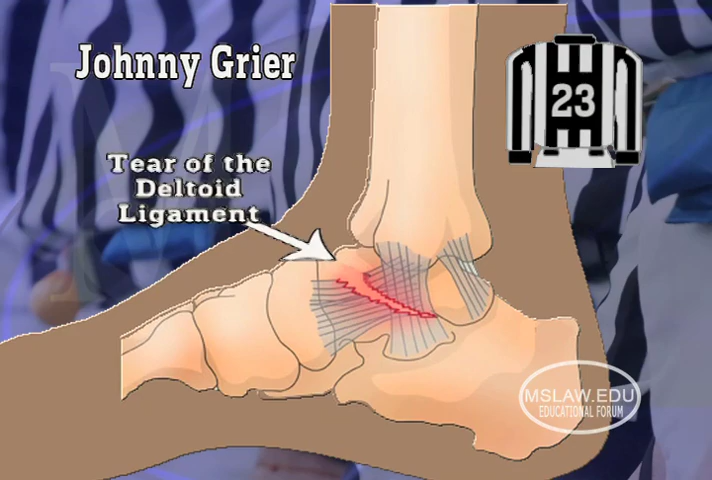 Johnny Grier
23
Tear of the
Deltoid
Ligament
MSLAW.EDU
EDUCATIONAL FORUM